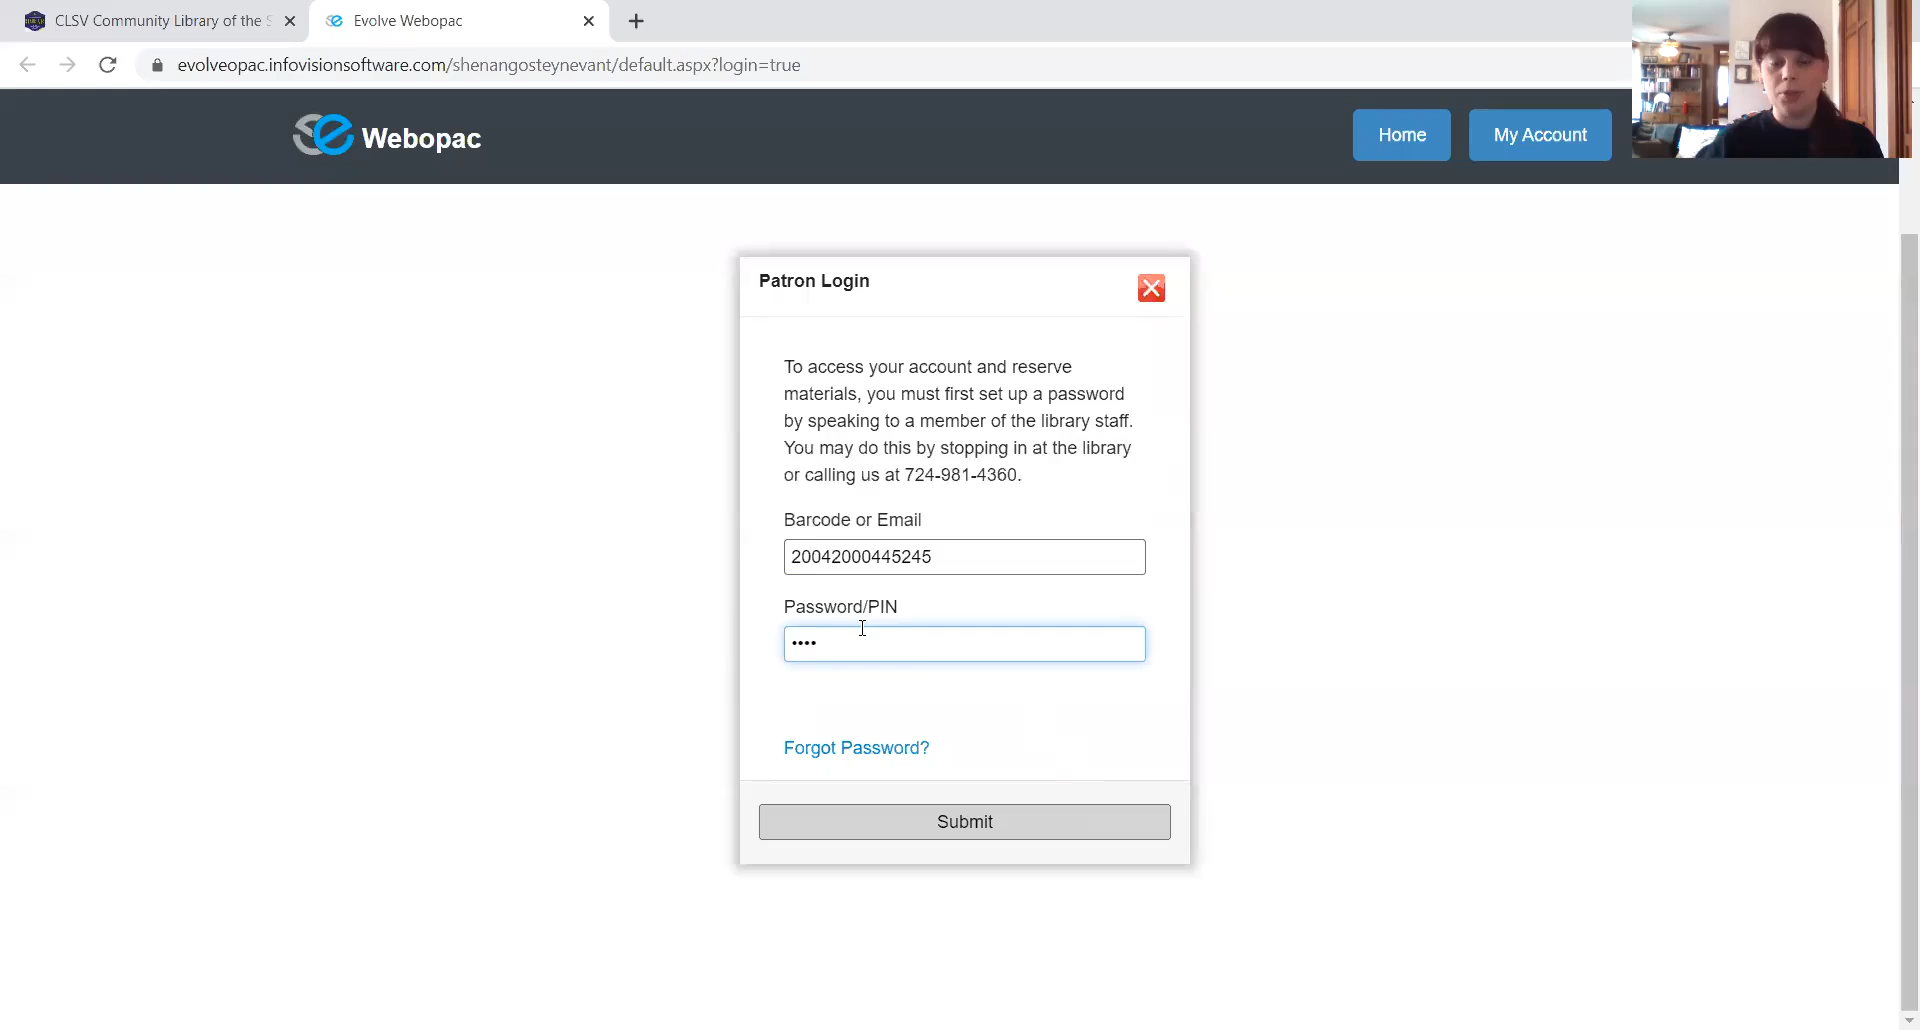 CLSV Community Library of the S
Evolve Webopac
evolveopac.infovisionsoftware.com/shenangosteynevant/default.aspx?login=true
Webopac
Home
My Account
Patron Login
To access your account and reserve
materials, you must first set up a password
by speaking to a member of the library staff.
You may do this by stopping in at the library
or calling us at 724-981-4360.
Barcode or Email
20042000445245
Password/PIN
••••
Forgot Password?
Submit